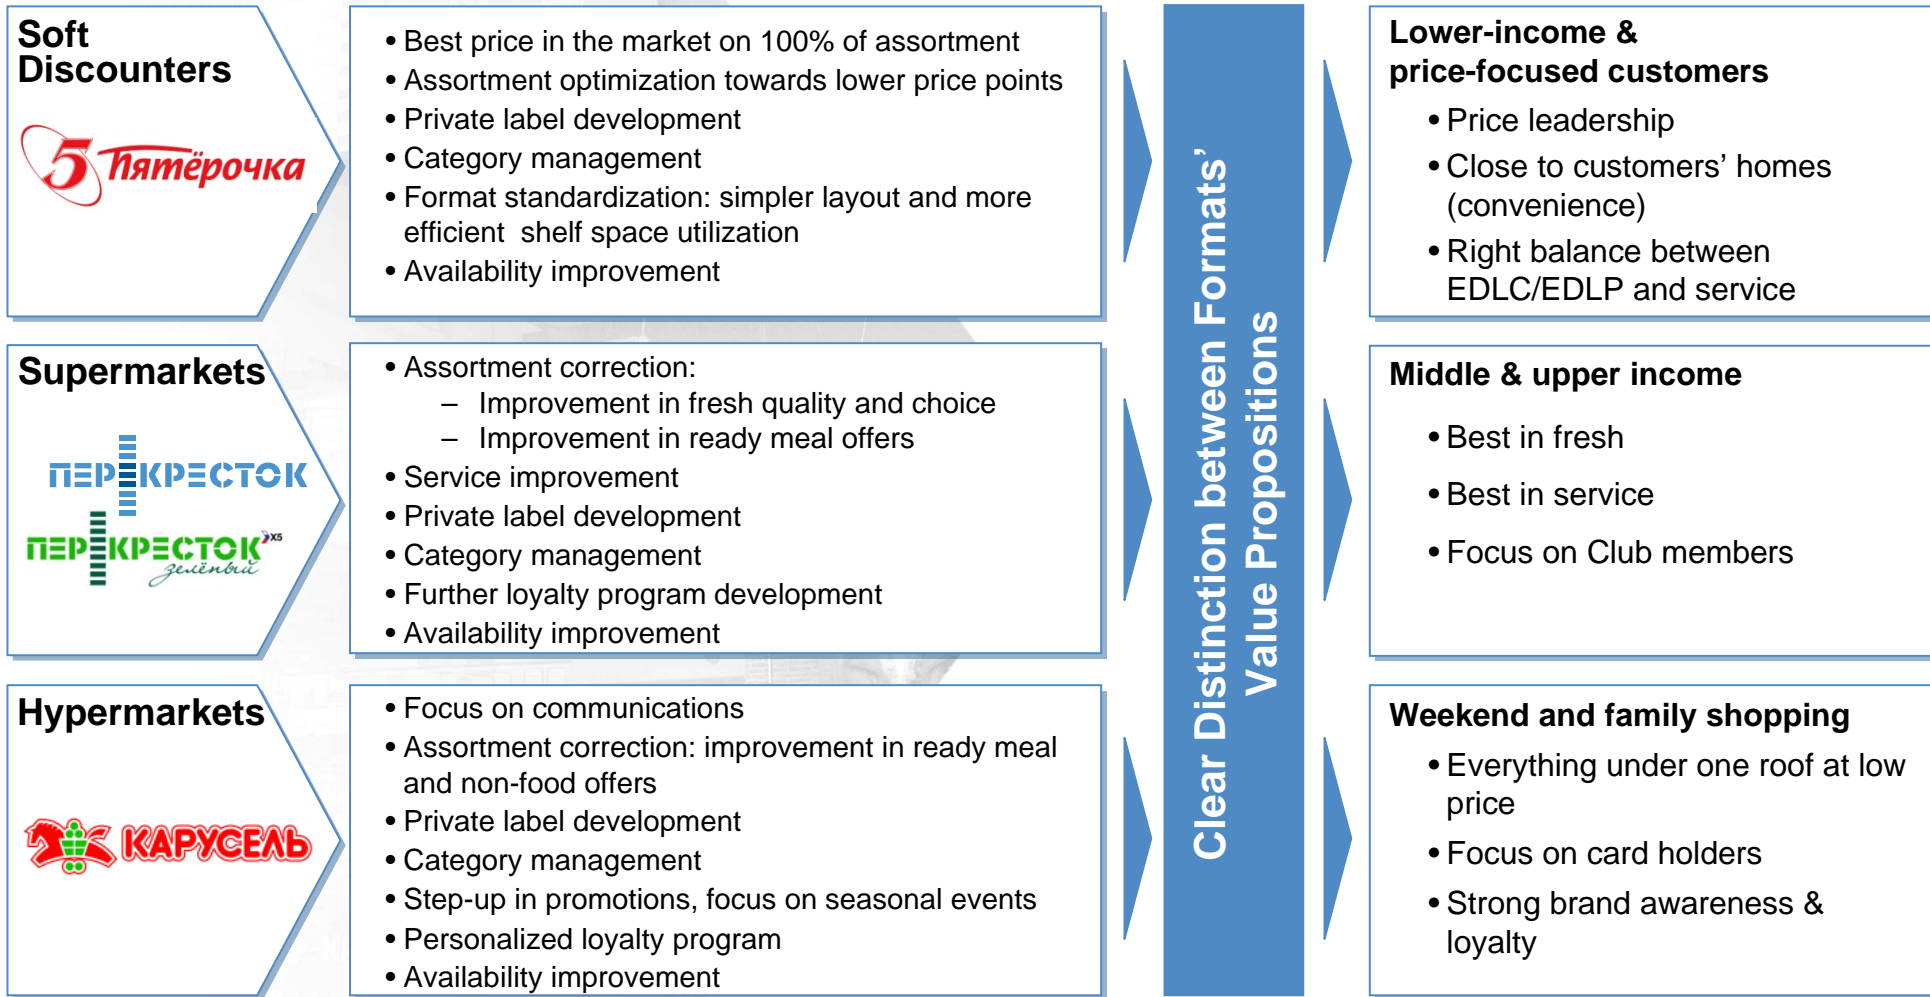 Soft
Discounters
5 Пятёрочка
• Best price in the market on 100% of assortment
• Assortment optimization towards lower price points
• Private label development
• Category management
• Format standardization: simpler layout and more
efficient shelf space utilization
• Availability improvement
Lower-income &
price-focused customers
• Price leadership
• Close to customers’ homes
(convenience)
• Right balance between
EDLC/EDLP and service
Clear Distinction between Formats’
Value Propositions
Supermarkets
ПЕРЕКРЕСТОК
ПЕРЕКРЕСТОК X5
зелёный
• Assortment correction:
– Improvement in fresh quality and choice
– Improvement in ready meal offers
• Service improvement
• Private label development
• Category management
• Further loyalty program development
• Availability improvement
Middle & upper income
• Best in fresh
• Best in service
• Focus on Club members
Hypermarkets
КАРУСЕЛЬ
• Focus on communications
• Assortment correction: improvement in ready meal
and non-food offers
• Private label development
• Category management
• Step-up in promotions, focus on seasonal events
• Personalized loyalty program
• Availability improvement
Weekend and family shopping
• Everything under one roof at low
price
• Focus on card holders
• Strong brand awareness &
loyalty